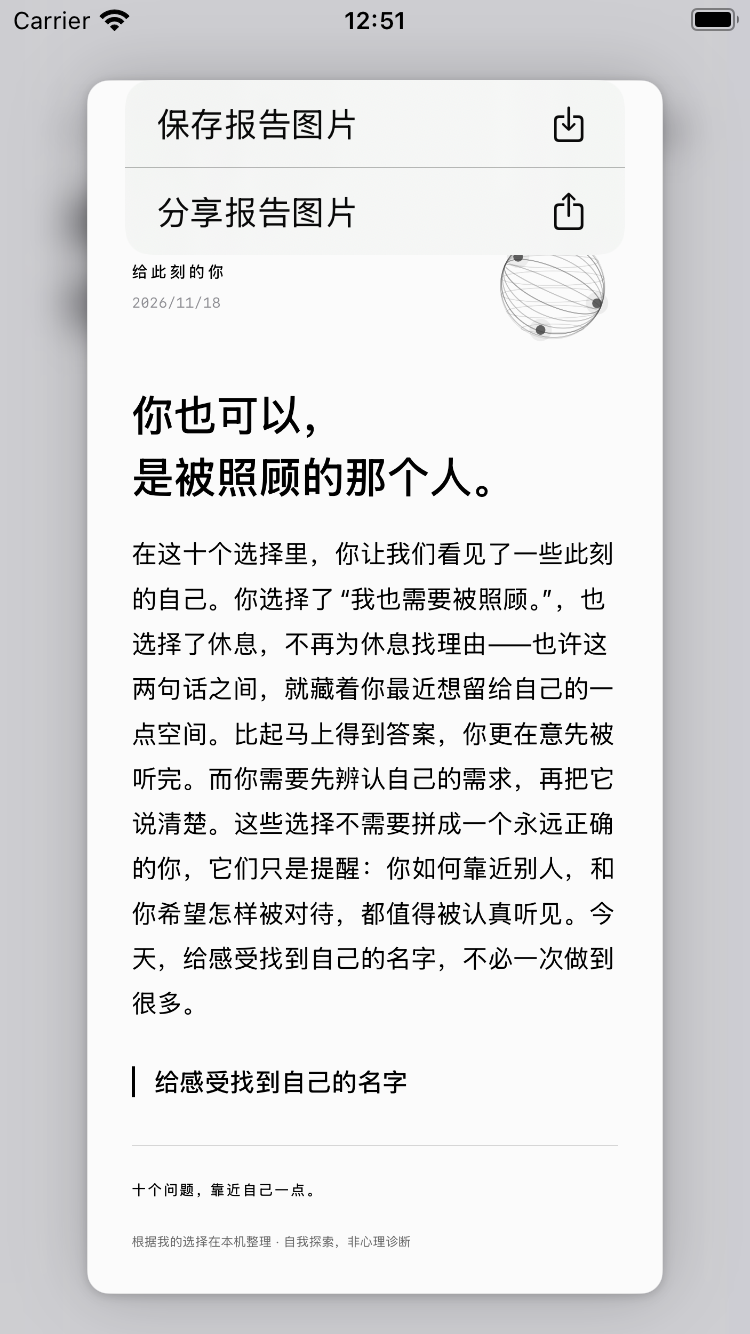 Carrier 12:51
保存报告图片
分享报告图片
给此刻的你
2026/11/18
你也可以，
是被照顾的那个人。
在这十个选择里，你让我们看见了一些此刻
的自己。你选择了“我也需要被照顾。”，也
选择了休息，不再为休息找理由——也许这
两句话之间，就藏着你最近想留给自己的一
点空间。比起马上得到答案，你更在意先被
听完。而你需要先辨认自己的需求，再把它
说清楚。这些选择不需要拼成一个永远正确
的你，它们只是提醒：你如何靠近别人，和
你希望怎样被对待，都值得被认真听见。今
天，给感受找到自己的名字，不必一次做到
很多。
给感受找到自己的名字
十个问题，靠近自己一点。
根据我的选择在本机整理 · 自我探索，非心理诊断